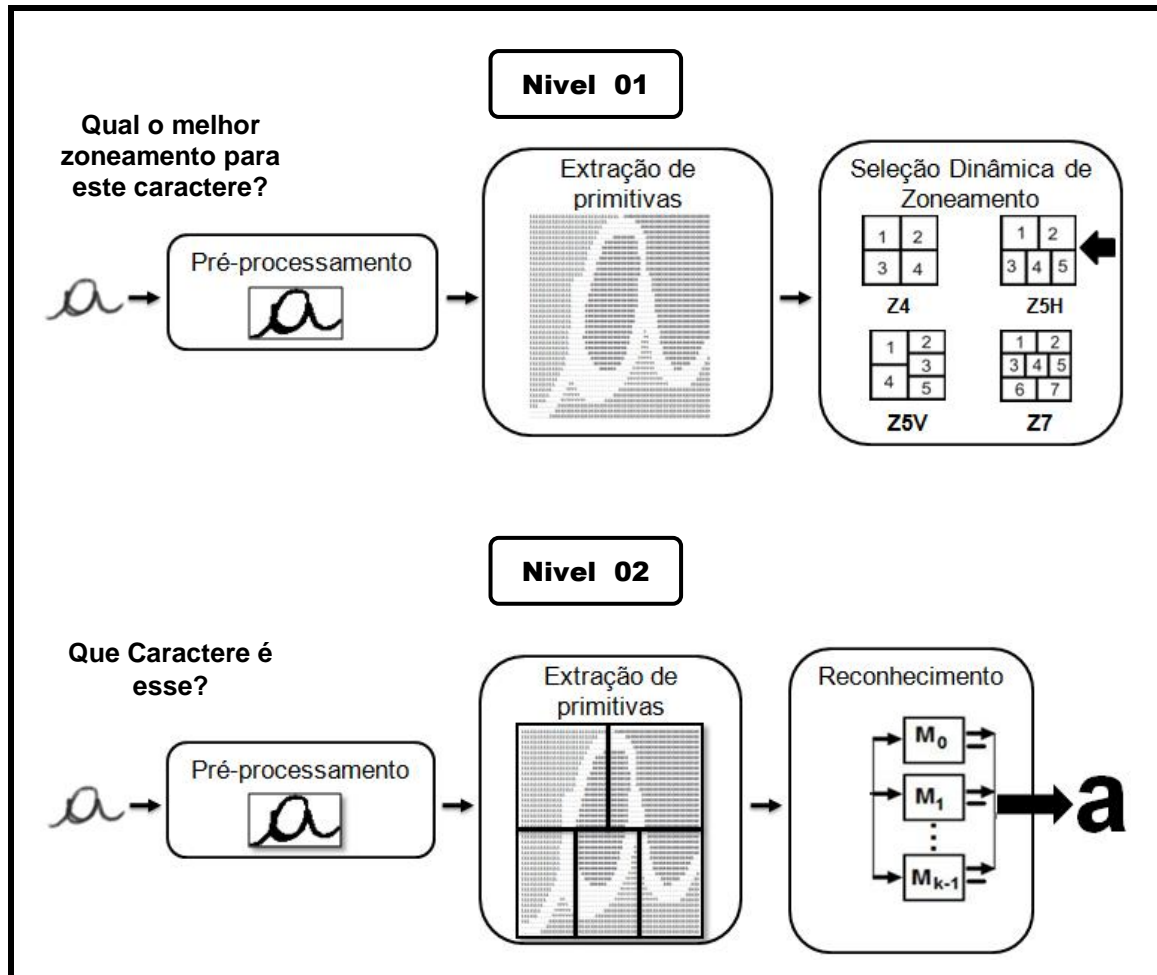 Nivel 01
Qual o melhor
zoneamento para
este caractere?
a
Pré-processamento
a
Extração de
primitivas
Seleção Dinâmica de
Zoneamento
1 2
3 4
Z4
1 2
3 4 5
Z5H
1 2
3
4 5
Z5V
1 2
3 4 5
6 7
Z7
Nivel 02
Que Caractere é
esse?
a
Pré-processamento
a
Extração de
primitivas
Reconhecimento
M0
M1
⋮
Mk-1
a